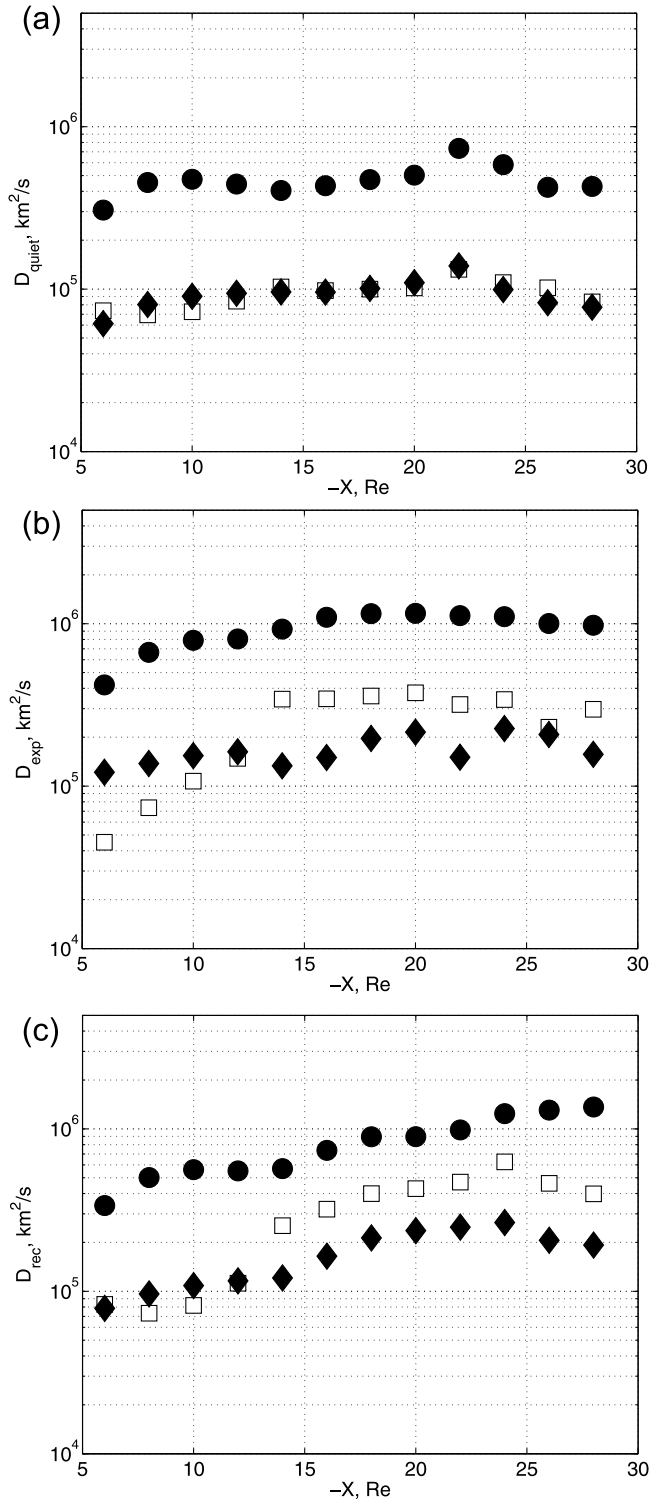 (a)
10^6
D_quiet, km^2/s
10^5
10^4
5 10 15 20 25 30
–X, Re
(b)
10^6
D_exp, km^2/s
10^5
10^4
5 10 15 20 25 30
–X, Re
(c)
10^6
D_rec, km^2/s
10^5
10^4
5 10 15 20 25 30
–X, Re